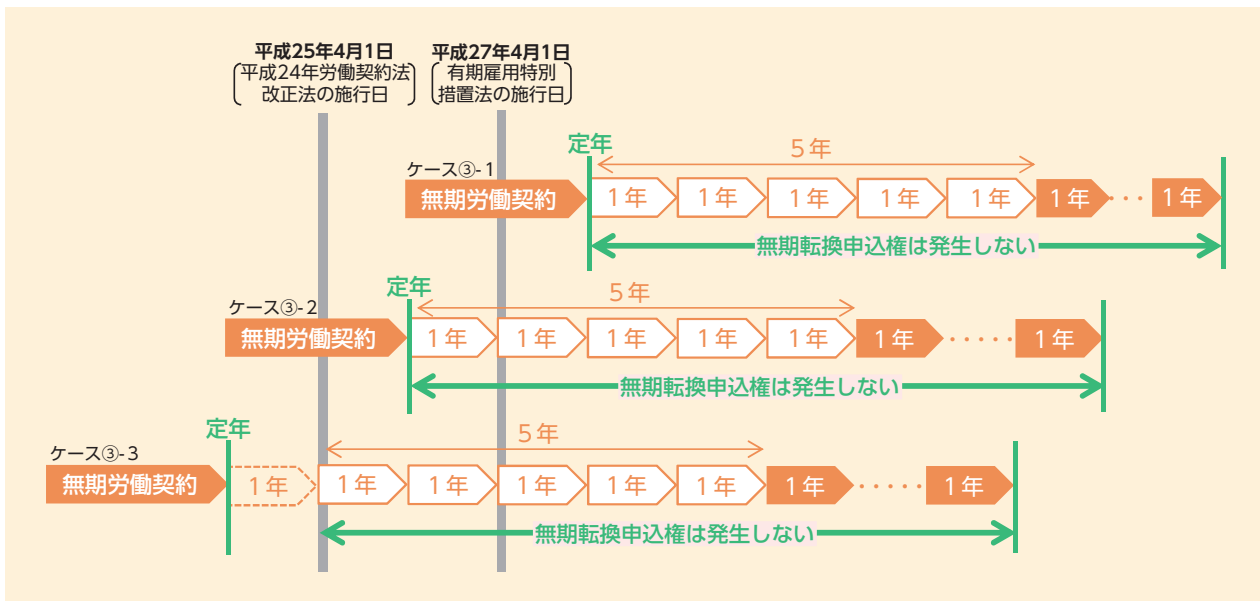 平成25年4月1日
平成24年労働契約法
改正法の施行日
平成27年4月1日
有期雇用特別
措置法の施行日
定年
5年
ケース③-1
無期労働契約
1年
1年
1年
1年
1年
1年
・・・
1年
無期転換申込権は発生しない
定年
5年
ケース③-2
無期労働契約
1年
1年
1年
1年
1年
1年
・・・・・
1年
無期転換申込権は発生しない
定年
5年
ケース③-3
無期労働契約
1年
1年
1年
1年
1年
1年
1年
・・・・・
1年
無期転換申込権は発生しない